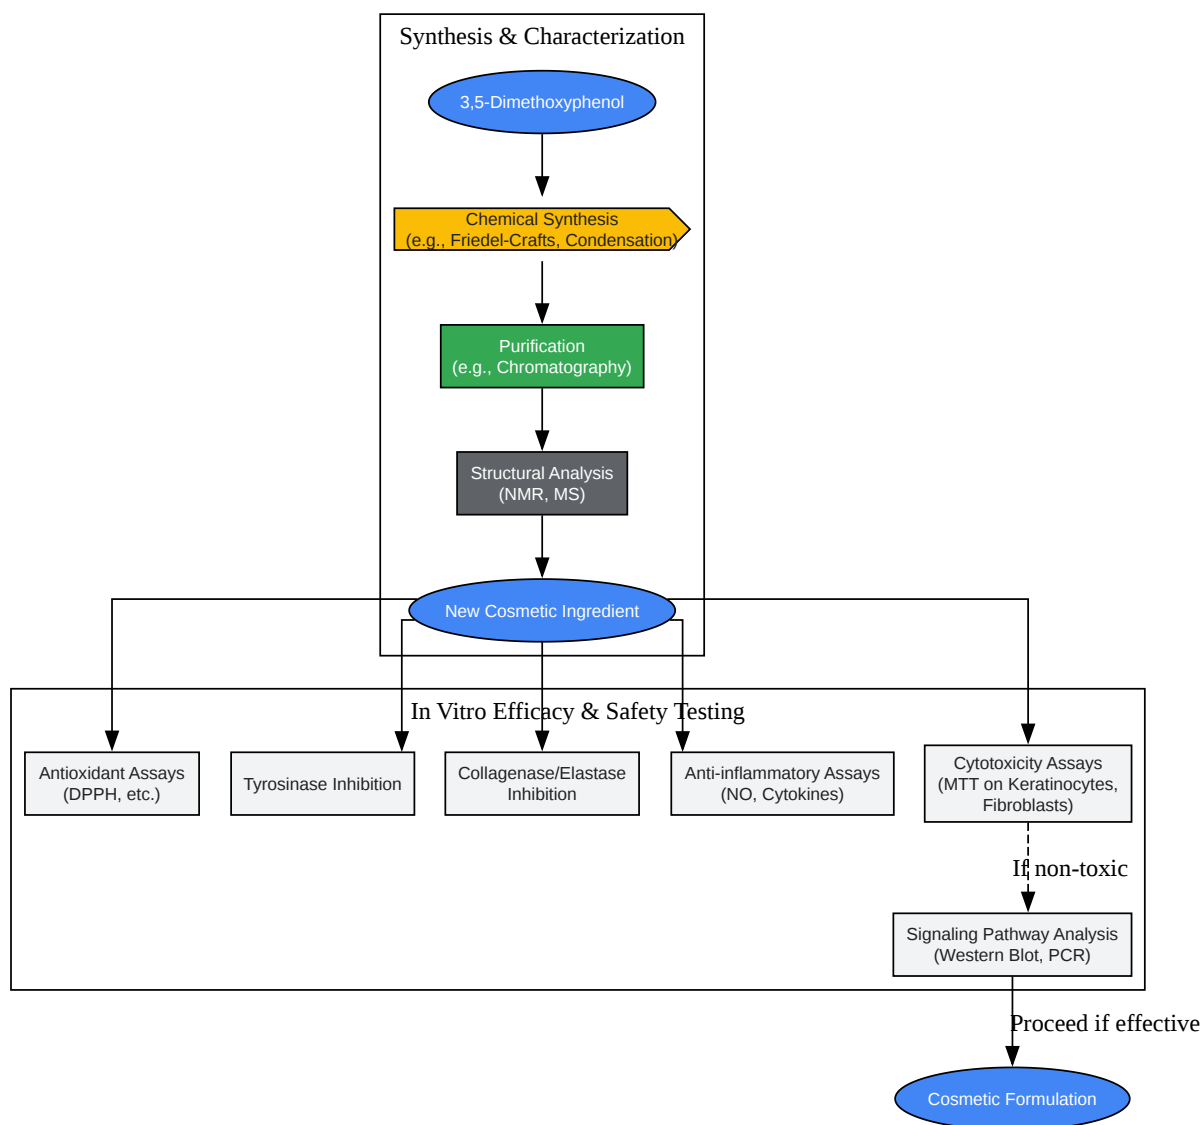 Synthesis & Characterization
3,5-Dimethoxyphenol
Chemical Synthesis
(e.g., Friedel-Crafts, Condensation)
Purification
(e.g., Chromatography)
Structural Analysis
(NMR, MS)
New Cosmetic Ingredient
In Vitro Efficacy & Safety Testing
Antioxidant Assays
(DPPH, etc.)
Tyrosinase Inhibition
Collagenase/Elastase
Inhibition
Anti-inflammatory Assays
(NO, Cytokines)
Cytotoxicity Assays
(MTT on Keratinocytes,
Fibroblasts)
If non-toxic
Signaling Pathway Analysis
(Western Blot, PCR)
Proceed if effective
Cosmetic Formulation